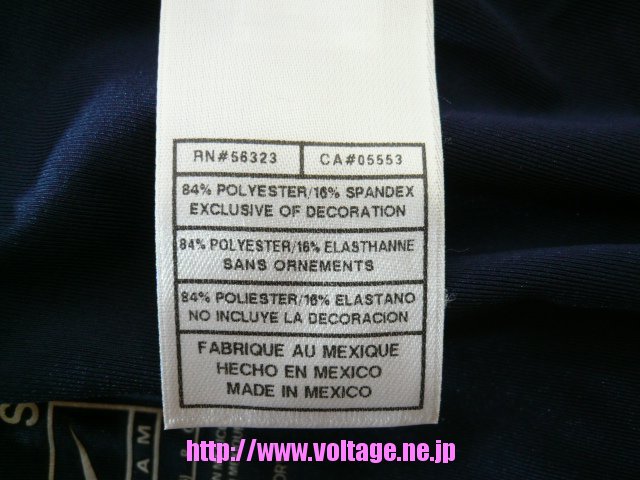 RN#56323
CA#05553
84% POLYESTER/16% SPANDEX
EXCLUSIVE OF DECORATION
84% POLYESTER/16% ELASTHANNE
SANS ORNEMENTS
84% POLIESTER/16% ELASTANO
NO INCLUYE LA DECORACION
FABRIQUE AU MEXIQUE
HECHO EN MEXICO
MADE IN MEXICO
S
http://www.voltage.ne.jp